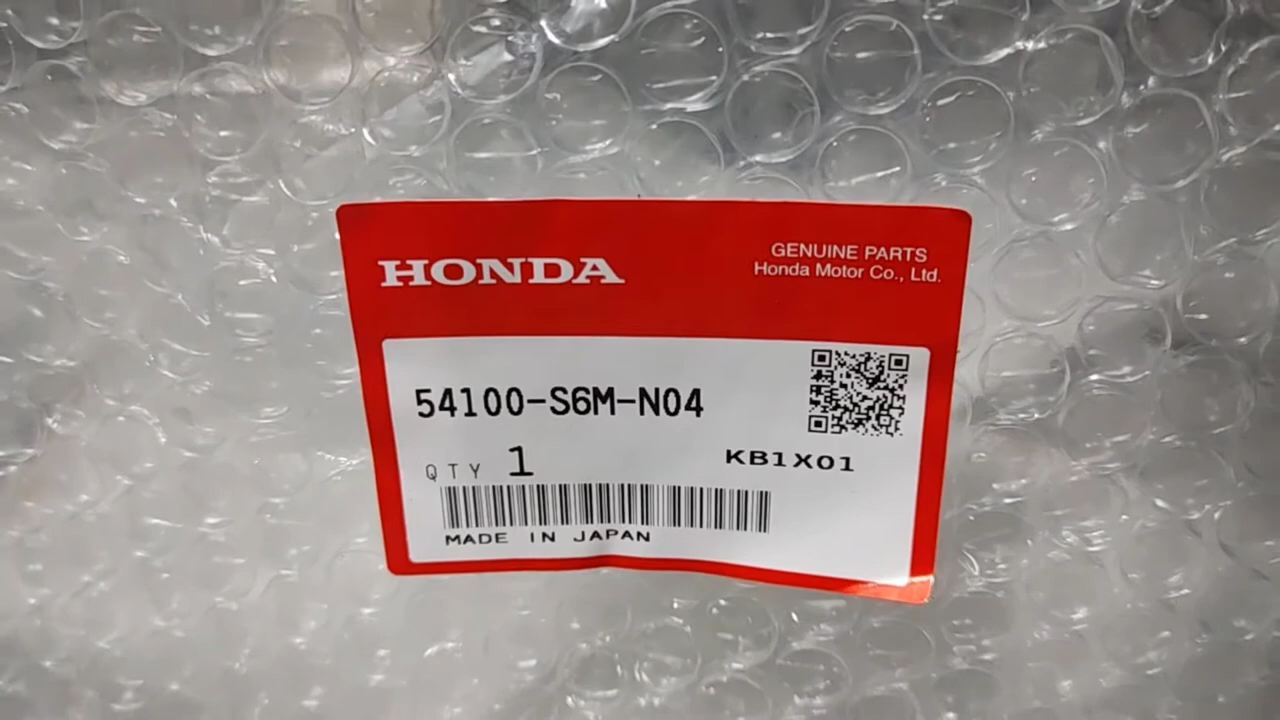 HONDA
GENUINE PARTS
Honda Motor Co., Ltd.
54100-S6M-N04
QTY 1
KB1X01
MADE IN JAPAN